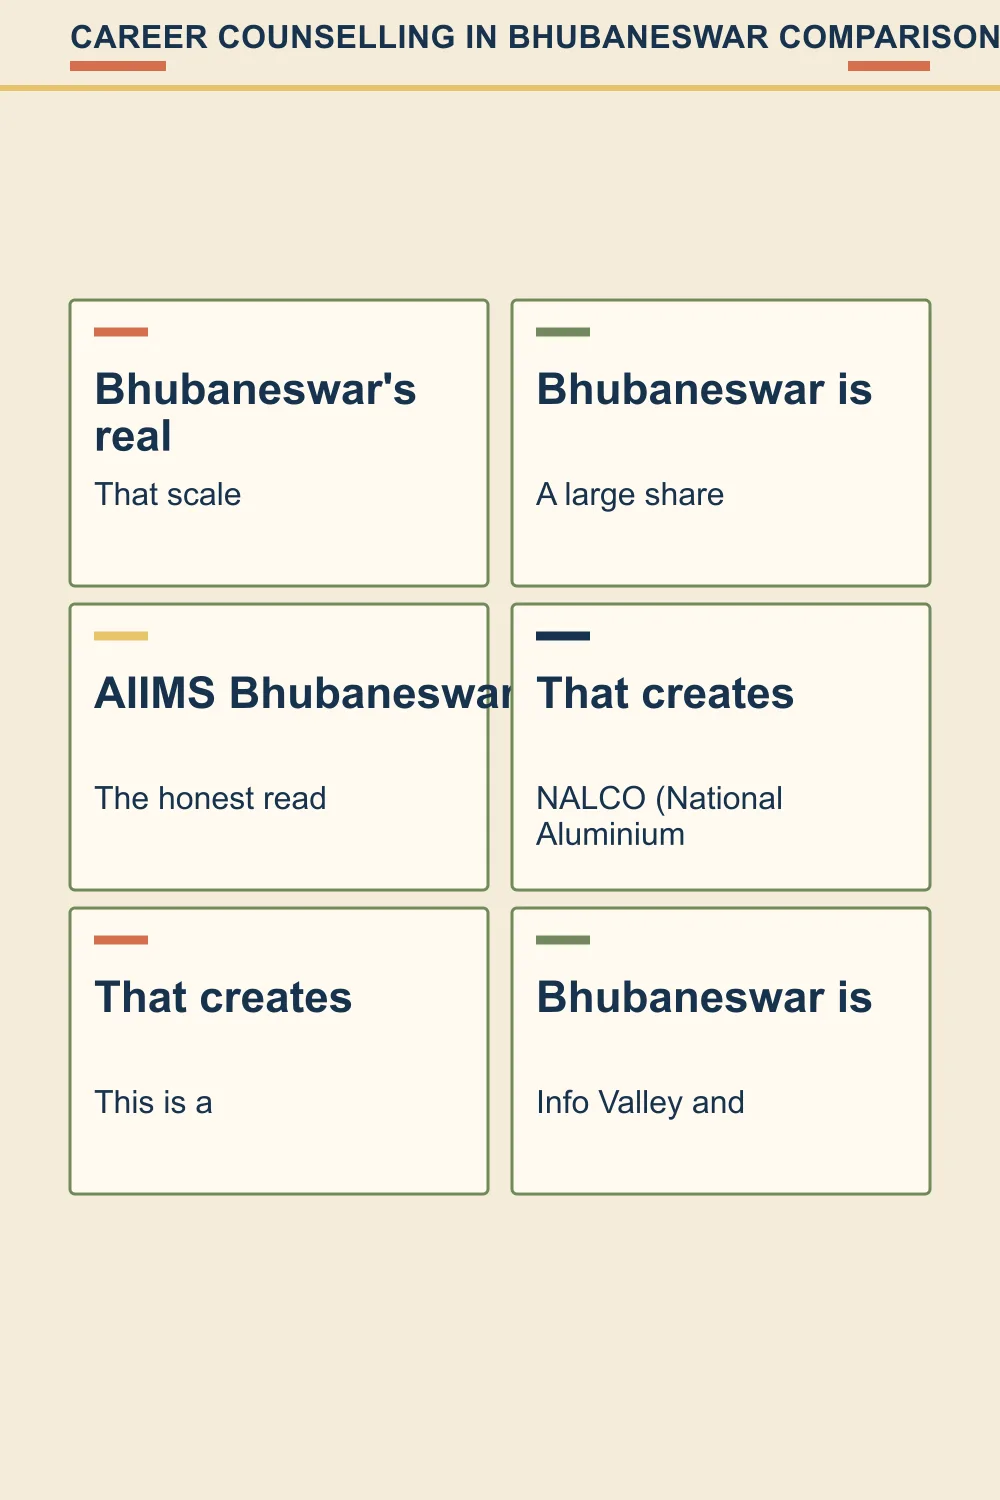 CAREER COUNSELLING IN BHUBANESWAR COMPARISON
Bhubaneswar's
real
That scale
Bhubaneswar is
A large share
AIIMS Bhubaneswar
The honest read
That creates
NALCO (National
Aluminium
That creates
This is a
Bhubaneswar is
Info Valley and